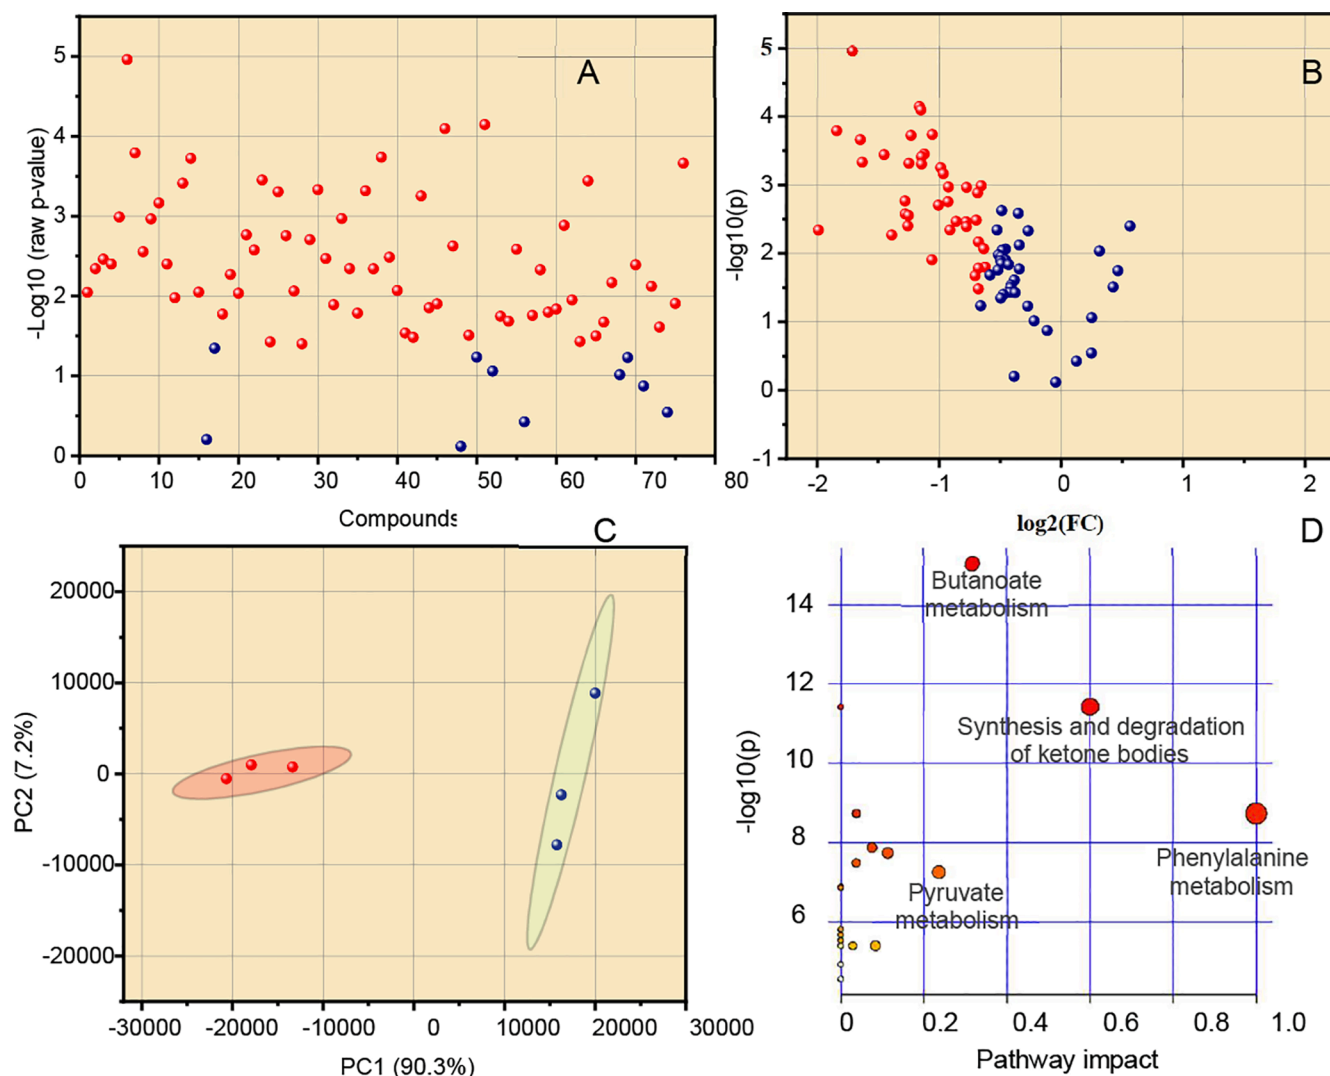 A
-Log10 (raw p-value)
5
4
3
2
1
0
0 10 20 30 40 50 60 70 80
Compounds
B
-log10(p)
5
4
3
2
1
0
-1
-2 -1 0 1 2
log2(FC)
C
PC2 (7.2%)
20000
10000
0
-10000
-20000
-30000 -20000 -10000 0 10000 20000 30000
PC1 (90.3%)
D
-log10(p)
14
12
10
8
6
Butanoate
metabolism
Synthesis and degradation
of ketone bodies
Phenylalanine
metabolism
Pyruvate
metabolism
0 0.2 0.4 0.6 0.8 1.0
Pathway impact